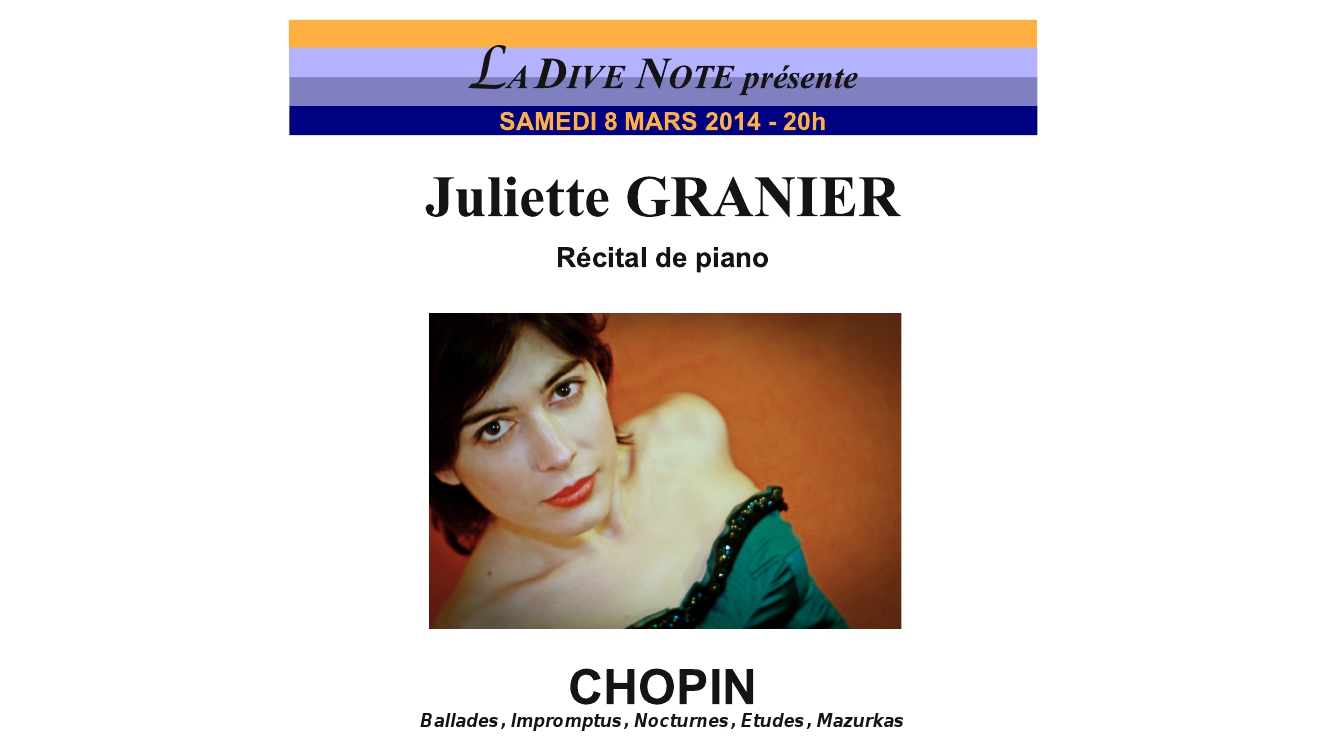 LA DIVE NOTE présente
SAMEDI 8 MARS 2014 - 20h
Juliette GRANIER
Récital de piano
CHOPIN
Ballades, Impromptus, Nocturnes, Etudes, Mazurkas